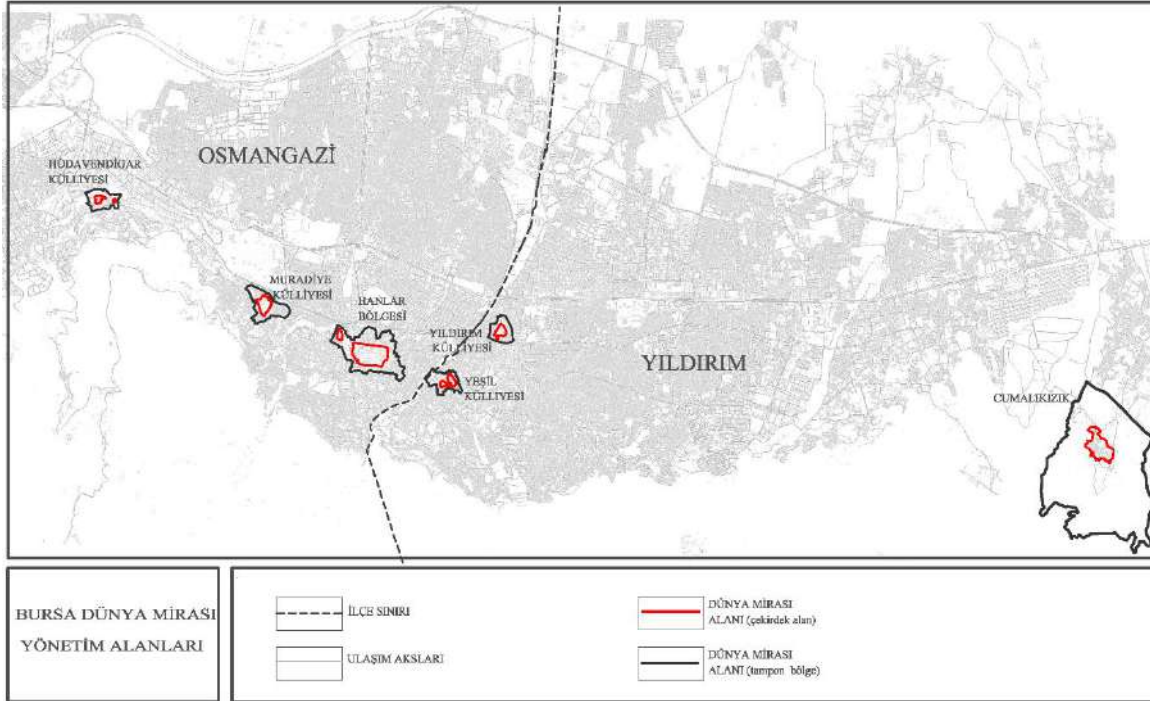 OSMANGAZİ
HÜDAVENDİGAR
KÜLLİYESİ
MURADİYE
KÜLLİYESİ
HANLAR
BÖLGESİ
YILDIRIM
KÜLLİYESİ
YEŞİL
KÜLLİYESİ
YILDIRIM
CUMALIKIZIK
BURSA DÜNYA MİRASI
YÖNETİM ALANLARI
İLÇE SINIRI
ULAŞIM AKSLARI
DÜNYA MİRASI
ALANI (çekirdek alan)
DÜNYA MİRASI
ALANI (tampon bölge)